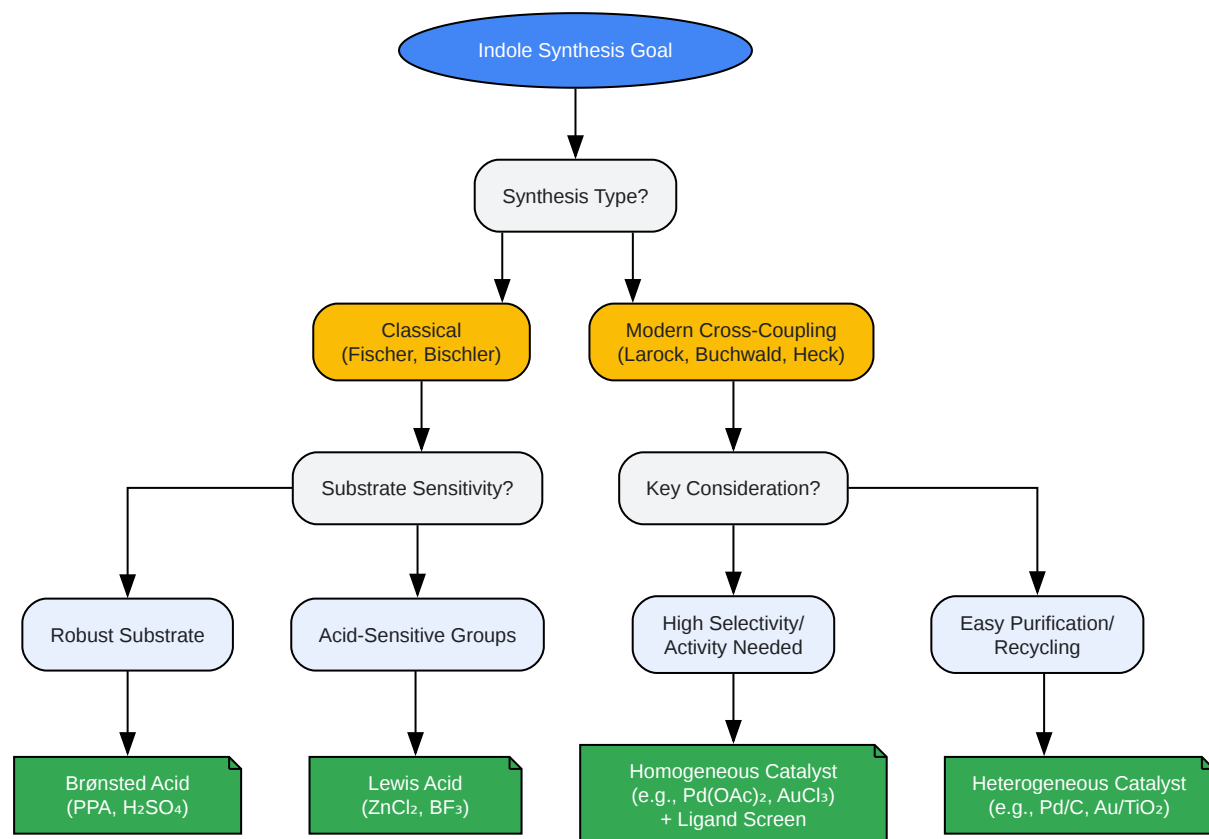 Indole Synthesis Goal
Synthesis Type?
Classical
(Fischer, Bischler)
Modern Cross-Coupling
(Larock, Buchwald, Heck)
Substrate Sensitivity?
Key Consideration?
Robust Substrate
Acid-Sensitive Groups
High Selectivity/
Activity Needed
Easy Purification/
Recycling
Brønsted Acid
(PPA, H₂SO₄)
Lewis Acid
(ZnCl₂, BF₃)
Homogeneous Catalyst
(e.g., Pd(OAc)₂, AuCl₃)
+ Ligand Screen
Heterogeneous Catalyst
(e.g., Pd/C, Au/TiO₂)